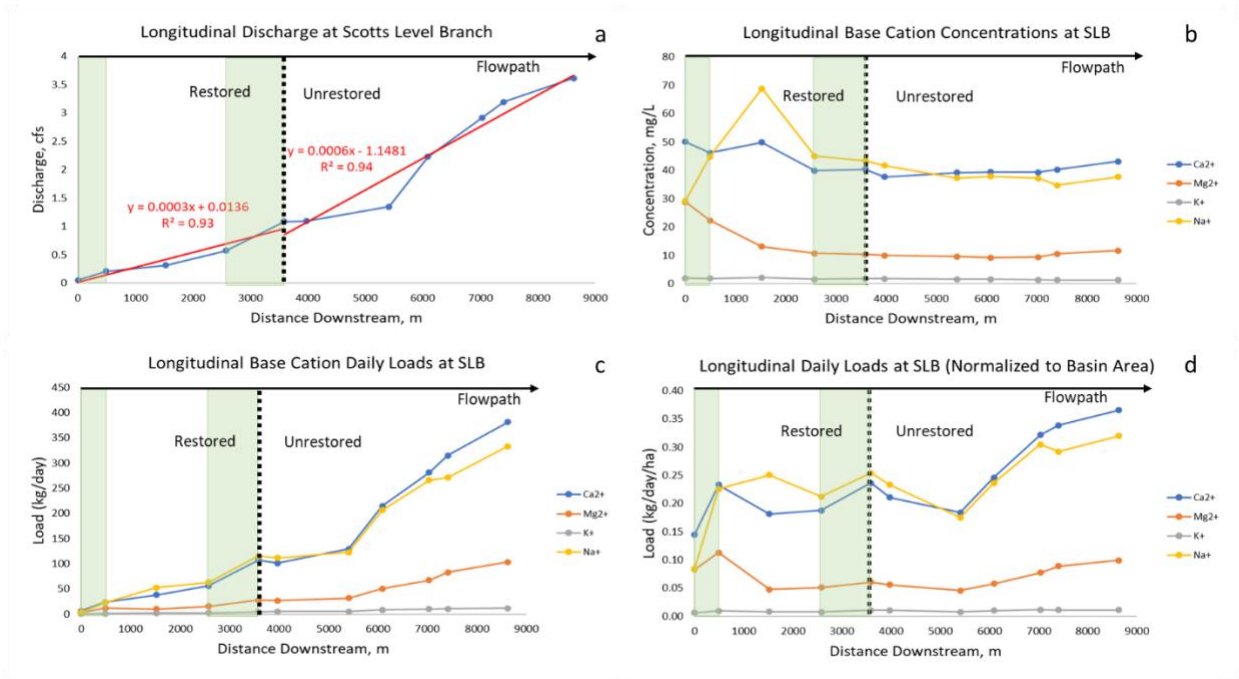 Longitudinal Discharge at Scotts Level Branch
a
4
3.5
3
2.5
2
1.5
1
0.5
0
Discharge, cfs
Flowpath
Restored
Unrestored
y = 0.0003x + 0.0136
R² = 0.93
y = 0.0006x - 1.1481
R² = 0.94
0 1000 2000 3000 4000 5000 6000 7000 8000 9000
Distance Downstream, m
Longitudinal Base Cation Concentrations at SLB
b
80
70
60
50
40
30
20
10
0
Concentration, mg/L
Flowpath
Restored
Unrestored
0 1000 2000 3000 4000 5000 6000 7000 8000 9000
Distance Downstream, m
Ca2+
Mg2+
K+
Na+
Longitudinal Base Cation Daily Loads at SLB
c
450
400
350
300
250
200
150
100
50
0
Load (kg/day)
Flowpath
Restored
Unrestored
0 1000 2000 3000 4000 5000 6000 7000 8000 9000
Distance Downstream, m
Ca2+
Mg2+
K+
Na+
Longitudinal Daily Loads at SLB (Normalized to Basin Area)
d
0.40
0.35
0.30
0.25
0.20
0.15
0.10
0.05
0.00
Load (kg/day/ha)
Flowpath
Restored
Unrestored
0 1000 2000 3000 4000 5000 6000 7000 8000 9000
Distance Downstream, m
Ca2+
Mg2+
K+
Na+